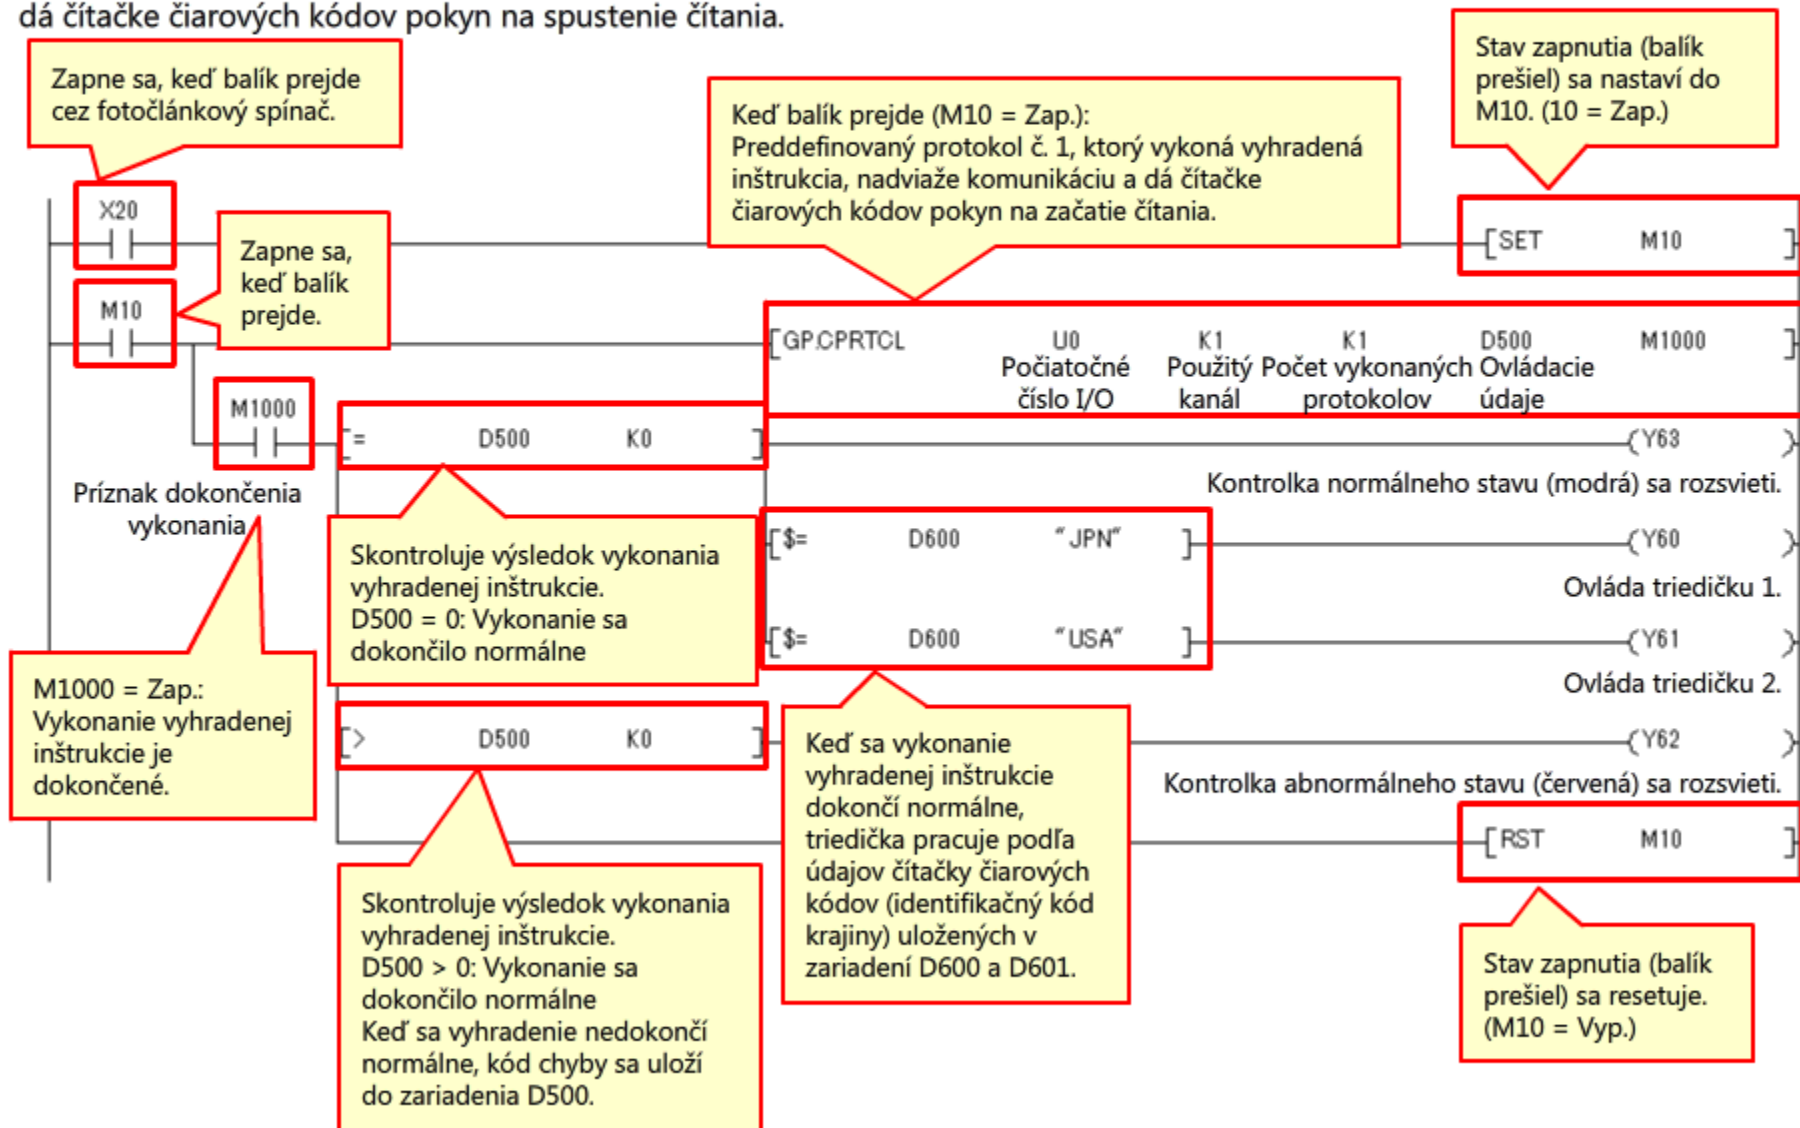 dá čítačke čiarových kódov pokyn na spustenie čítania.
Zapne sa, keď balík prejde
cez fotočlánkový spínač.
Stav zapnutia (balík
prešiel) sa nastaví do
M10. (10 = Zap.)
Keď balík prejde (M10 = Zap.):
Preddefinovaný protokol č. 1, ktorý vykoná vyhradená
inštrukcia, nadviaže komunikáciu a dá čítačke
čiarových kódov pokyn na začatie čítania.
X20
[SET M10 ]
Zapne sa,
keď balík
prejde.
M10
[GP.CPRTCL U0 K1 K1 D500 M1000 ]
Počiatočné
číslo I/O
Použitý
kanál
Počet vykonaných
protokolov
Ovládacie
údaje
M1000
[= D500 K0 ]
(Y63 )
Príznak dokončenia
vykonania
Kontrolka normálneho stavu (modrá) sa rozsvieti.
Skontroluje výsledok vykonania
vyhradenej inštrukcie.
D500 = 0: Vykonanie sa
dokončilo normálne
[$= D600 "JPN" ]
(Y60 )
Ovláda triedičku 1.
[$= D600 "USA" ]
(Y61 )
Ovláda triedičku 2.
M1000 = Zap.:
Vykonanie vyhradenej
inštrukcie je
dokončené.
[> D500 K0 ]
(Y62 )
Kontrolka abnormálneho stavu (červená) sa rozsvieti.
Keď sa vykonanie
vyhradenej inštrukcie
dokončí normálne,
triedička pracuje podľa
údajov čítačky čiarových
kódov (identifikačný kód
krajiny) uložených v
zariadení D600 a D601.
[RST M10 ]
Skontroluje výsledok vykonania
vyhradenej inštrukcie.
D500 > 0: Vykonanie sa
dokončilo normálne
Keď sa vyhradenie nedokončí
normálne, kód chyby sa uloží
do zariadenia D500.
Stav zapnutia (balík
prešiel) sa resetuje.
(M10 = Vyp.)